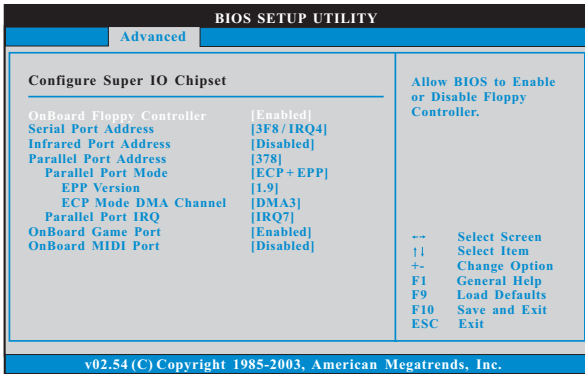 BIOS SETUP UTILITY
Advanced
Configure Super IO Chipset
OnBoard Floppy Controller [Enabled]
Serial Port Address [3F8 / IRQ4]
Infrared Port Address [Disabled]
Parallel Port Address [378]
Parallel Port Mode [ECP + EPP]
EPP Version [1.9]
ECP Mode DMA Channel [DMA3]
Parallel Port IRQ [IRQ7]
OnBoard Game Port [Enabled]
OnBoard MIDI Port [Disabled]
Allow BIOS to Enable
or Disable Floppy
Controller.
←→ Select Screen
↑↓ Select Item
+- Change Option
F1 General Help
F9 Load Defaults
F10 Save and Exit
ESC Exit
v02.54 (C) Copyright 1985-2003, American Megatrends, Inc.